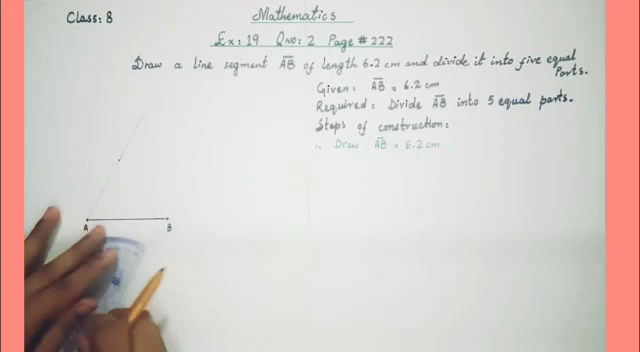 Class: 8
Mathematics
Ex: 19 Q NO: 2 Page # 222
Draw a line segment AB of length 6.2 cm and divide it into five equal
Parts.
Given: AB = 6.2 cm
Required: Divide AB into 5 equal parts.
Steps of construction:
∴ Draw AB = 6.2 cm
A B